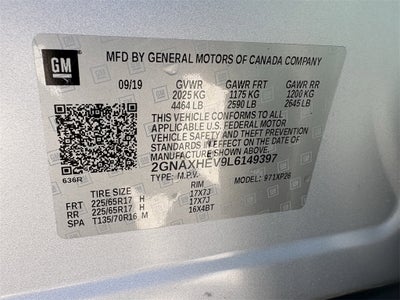 GM
MFD BY GENERAL MOTORS OF CANADA COMPANY
09/19 GVWR GAWR FRT GAWR RR
2025 KG 1175 KG 1200 KG
4464 LB 2590 LB 2645 LB
THIS VEHICLE CONFORMS TO ALL
APPLICABLE U.S. FEDERAL MOTOR
VEHICLE SAFETY AND THEFT PREVENTION
STANDARDS IN EFFECT ON THE DATE OF
MANUFACTURE SHOWN ABOVE.
2GNAXHEV9L6149397
636R TYPE: M.P.V. MODEL: 971XP26
TIRE SIZE RIM
FRT 225/65R17 H 17X7J
RR 225/65R17 H 17X7J
SPA T135/70R16 M 16X4BT